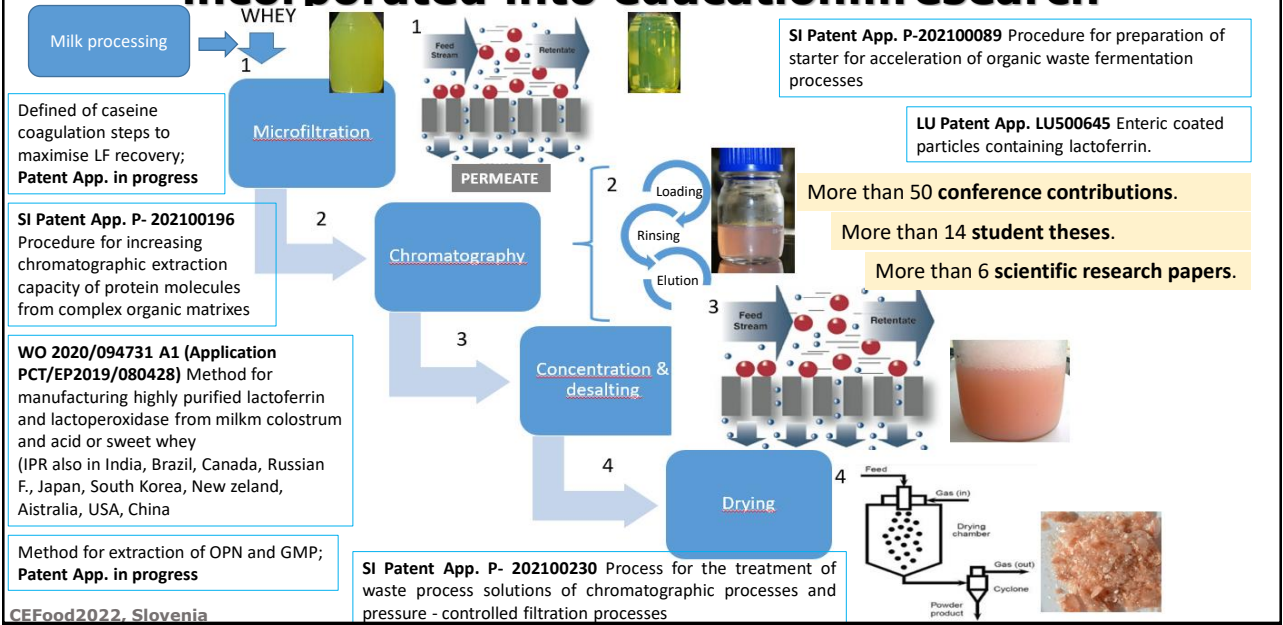 incorporated into education...research
Milk processing
WHEY
1
Microfiltration
1
Feed
Stream
Retentate
PERMEATE
SI Patent App. P-202100089 Procedure for preparation of
starter for acceleration of organic waste fermentation
processes
LU Patent App. LU500645 Enteric coated
particles containing lactoferrin.
Defined of caseine
coagulation steps to
maximise LF recovery;
Patent App. in progress
More than 50 conference contributions.
More than 14 student theses.
More than 6 scientific research papers.
SI Patent App. P- 202100196
Procedure for increasing
chromatographic extraction
capacity of protein molecules
from complex organic matrixes
2
Chromatography
2
Loading
Rinsing
Elution
3
Feed
Stream
Retentate
WO 2020/094731 A1 (Application
PCT/EP2019/080428) Method for
manufacturing highly purified lactoferrin
and lactoperoxidase from milkm colostrum
and acid or sweet whey
(IPR also in India, Brazil, Canada, Russian
F., Japan, South Korea, New zeland,
Aistralia, USA, China
3
Concentration &
desalting
4
Drying
4
Feed
Gas (in)
Drying
chamber
Gas (out)
Cyclone
Powder
product
Method for extraction of OPN and GMP;
Patent App. in progress
SI Patent App. P- 202100230 Process for the treatment of
waste process solutions of chromatographic processes and
pressure - controlled filtration processes
CEFood2022, Slovenia